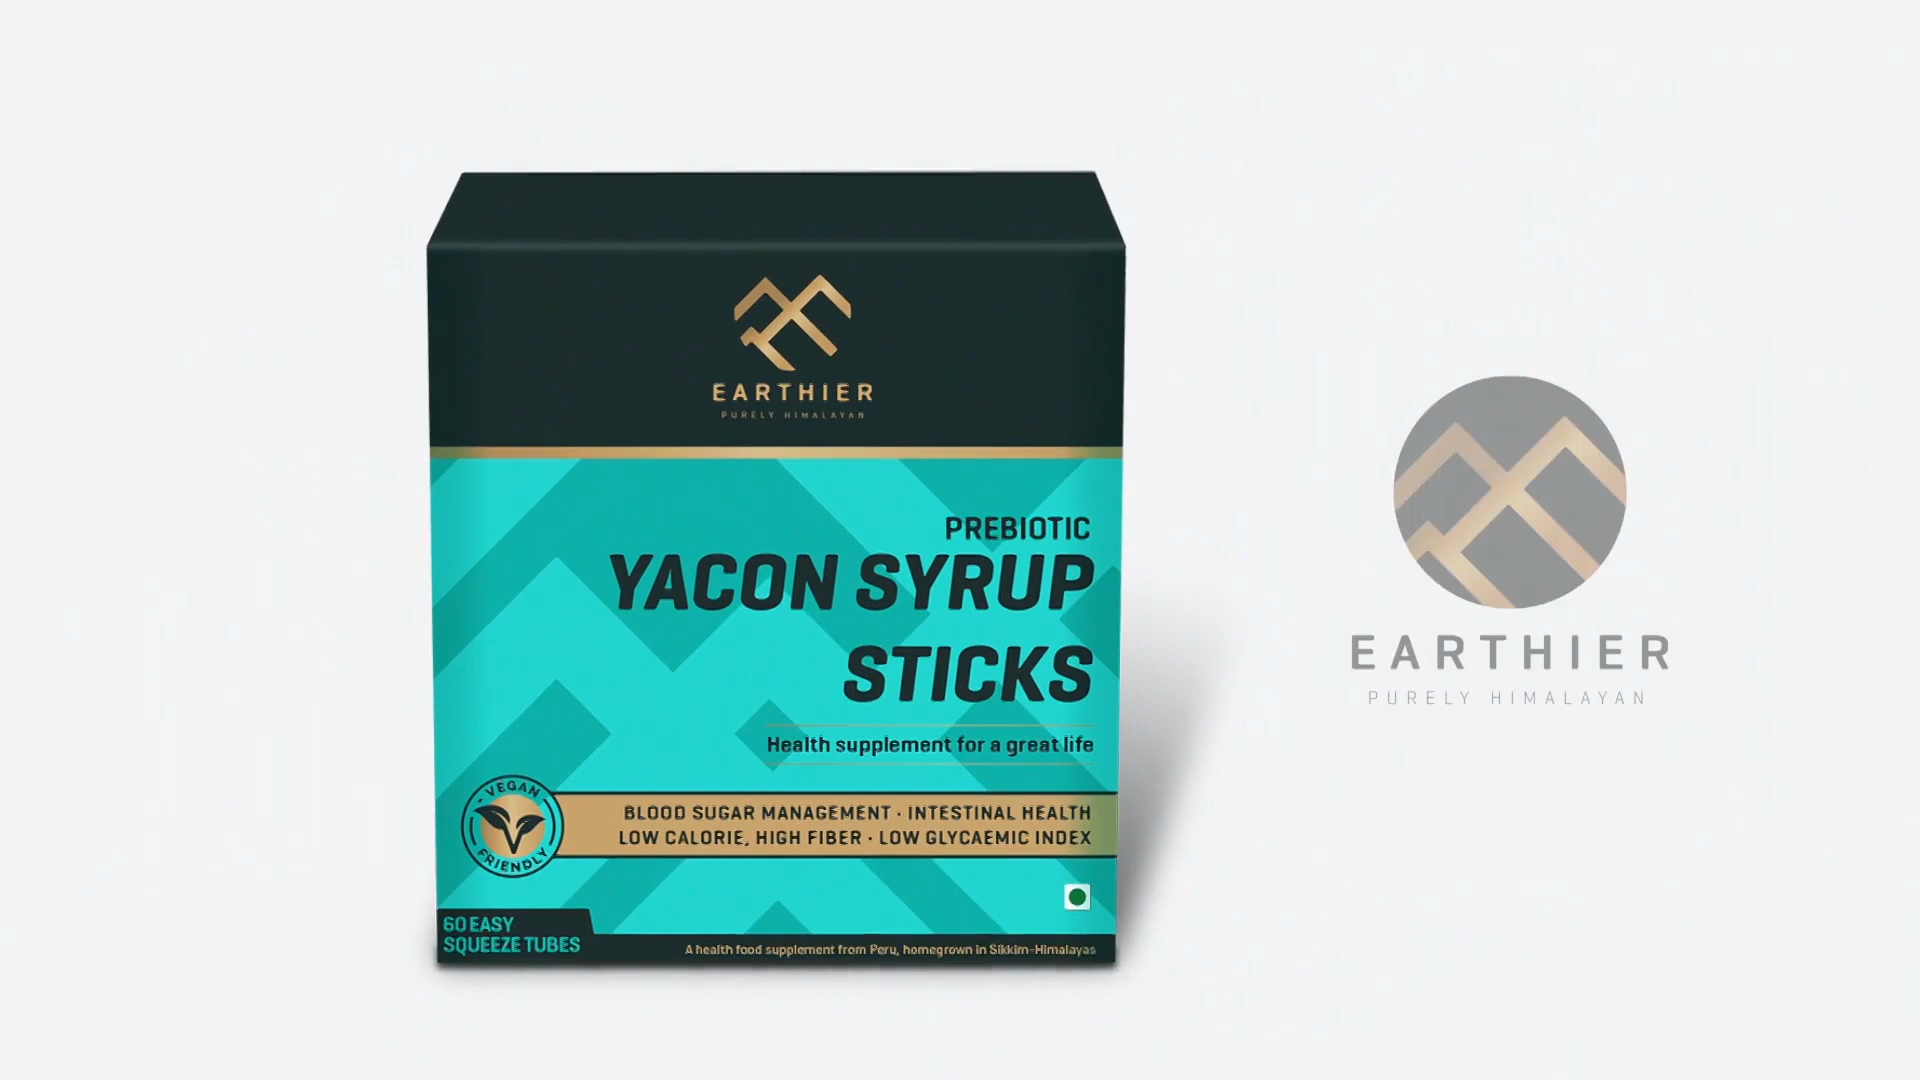 EARTHIER
PURELY HIMALAYAN
PREBIOTIC
YACON SYRUP
STICKS
Health supplement for a great life
VEGAN
FRIENDLY
BLOOD SUGAR MANAGEMENT · INTESTINAL HEALTH
LOW CALORIE, HIGH FIBER · LOW GLYCAEMIC INDEX
60 EASY
SQUEEZE TUBES
A health food supplement from Peru, homegrown in Sikkim-Himalayas
EARTHIER
PURELY HIMALAYAN